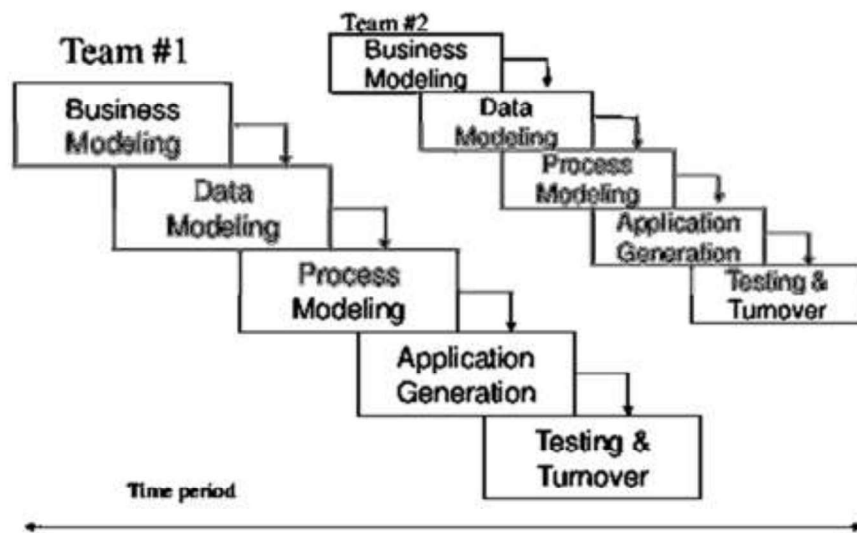 Team #1
Business
Modeling
Data
Modeling
Process
Modeling
Application
Generation
Testing &
Turnover
Team #2
Business
Modeling
Data
Modeling
Process
Modeling
Application
Generation
Testing &
Turnover
Time period